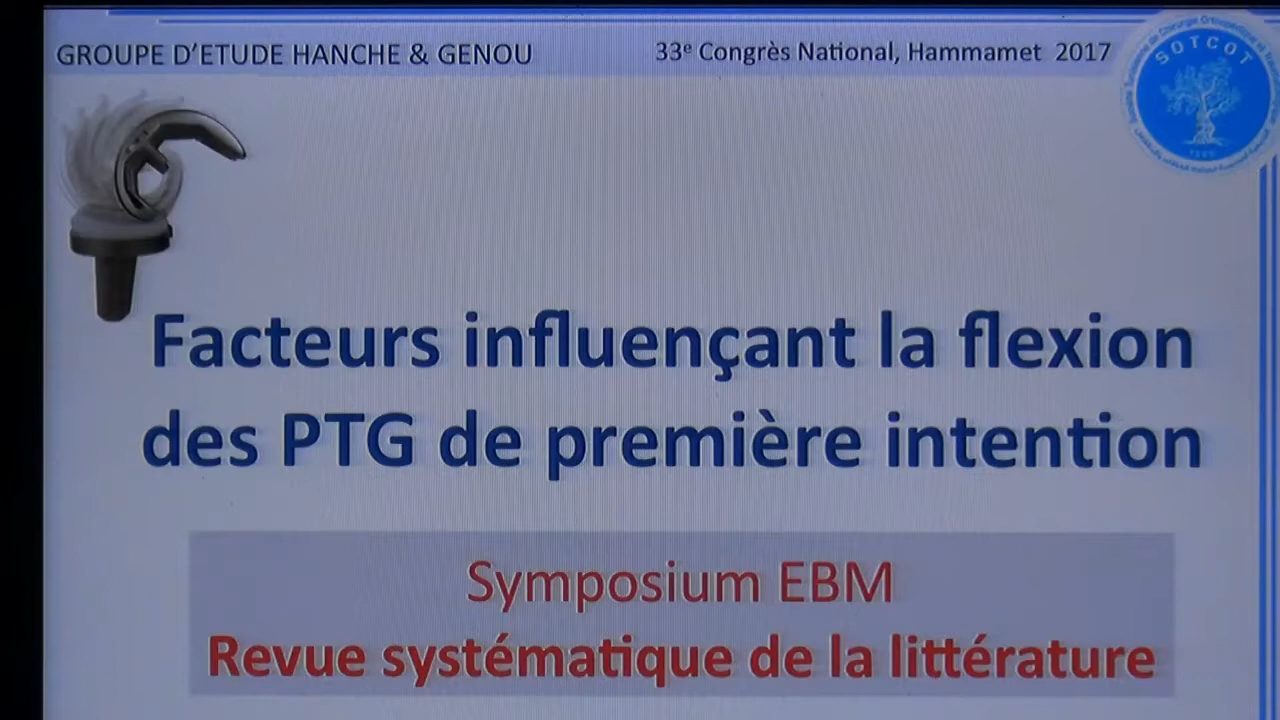 GROUPE D’ETUDE HANCHE & GENOU
33e Congrès National, Hammamet 2017
SOTCOT
Facteurs influençant la flexion
des PTG de première intention
Symposium EBM
Revue systématique de la littérature